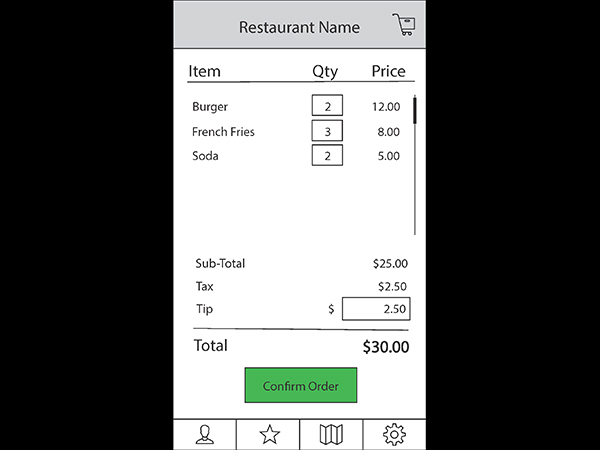 Restaurant Name
Item Qty Price
Burger 2 12.00
French Fries 3 8.00
Soda 2 5.00
Sub-Total $25.00
Tax $2.50
Tip $ 2.50
Total $30.00
Confirm Order